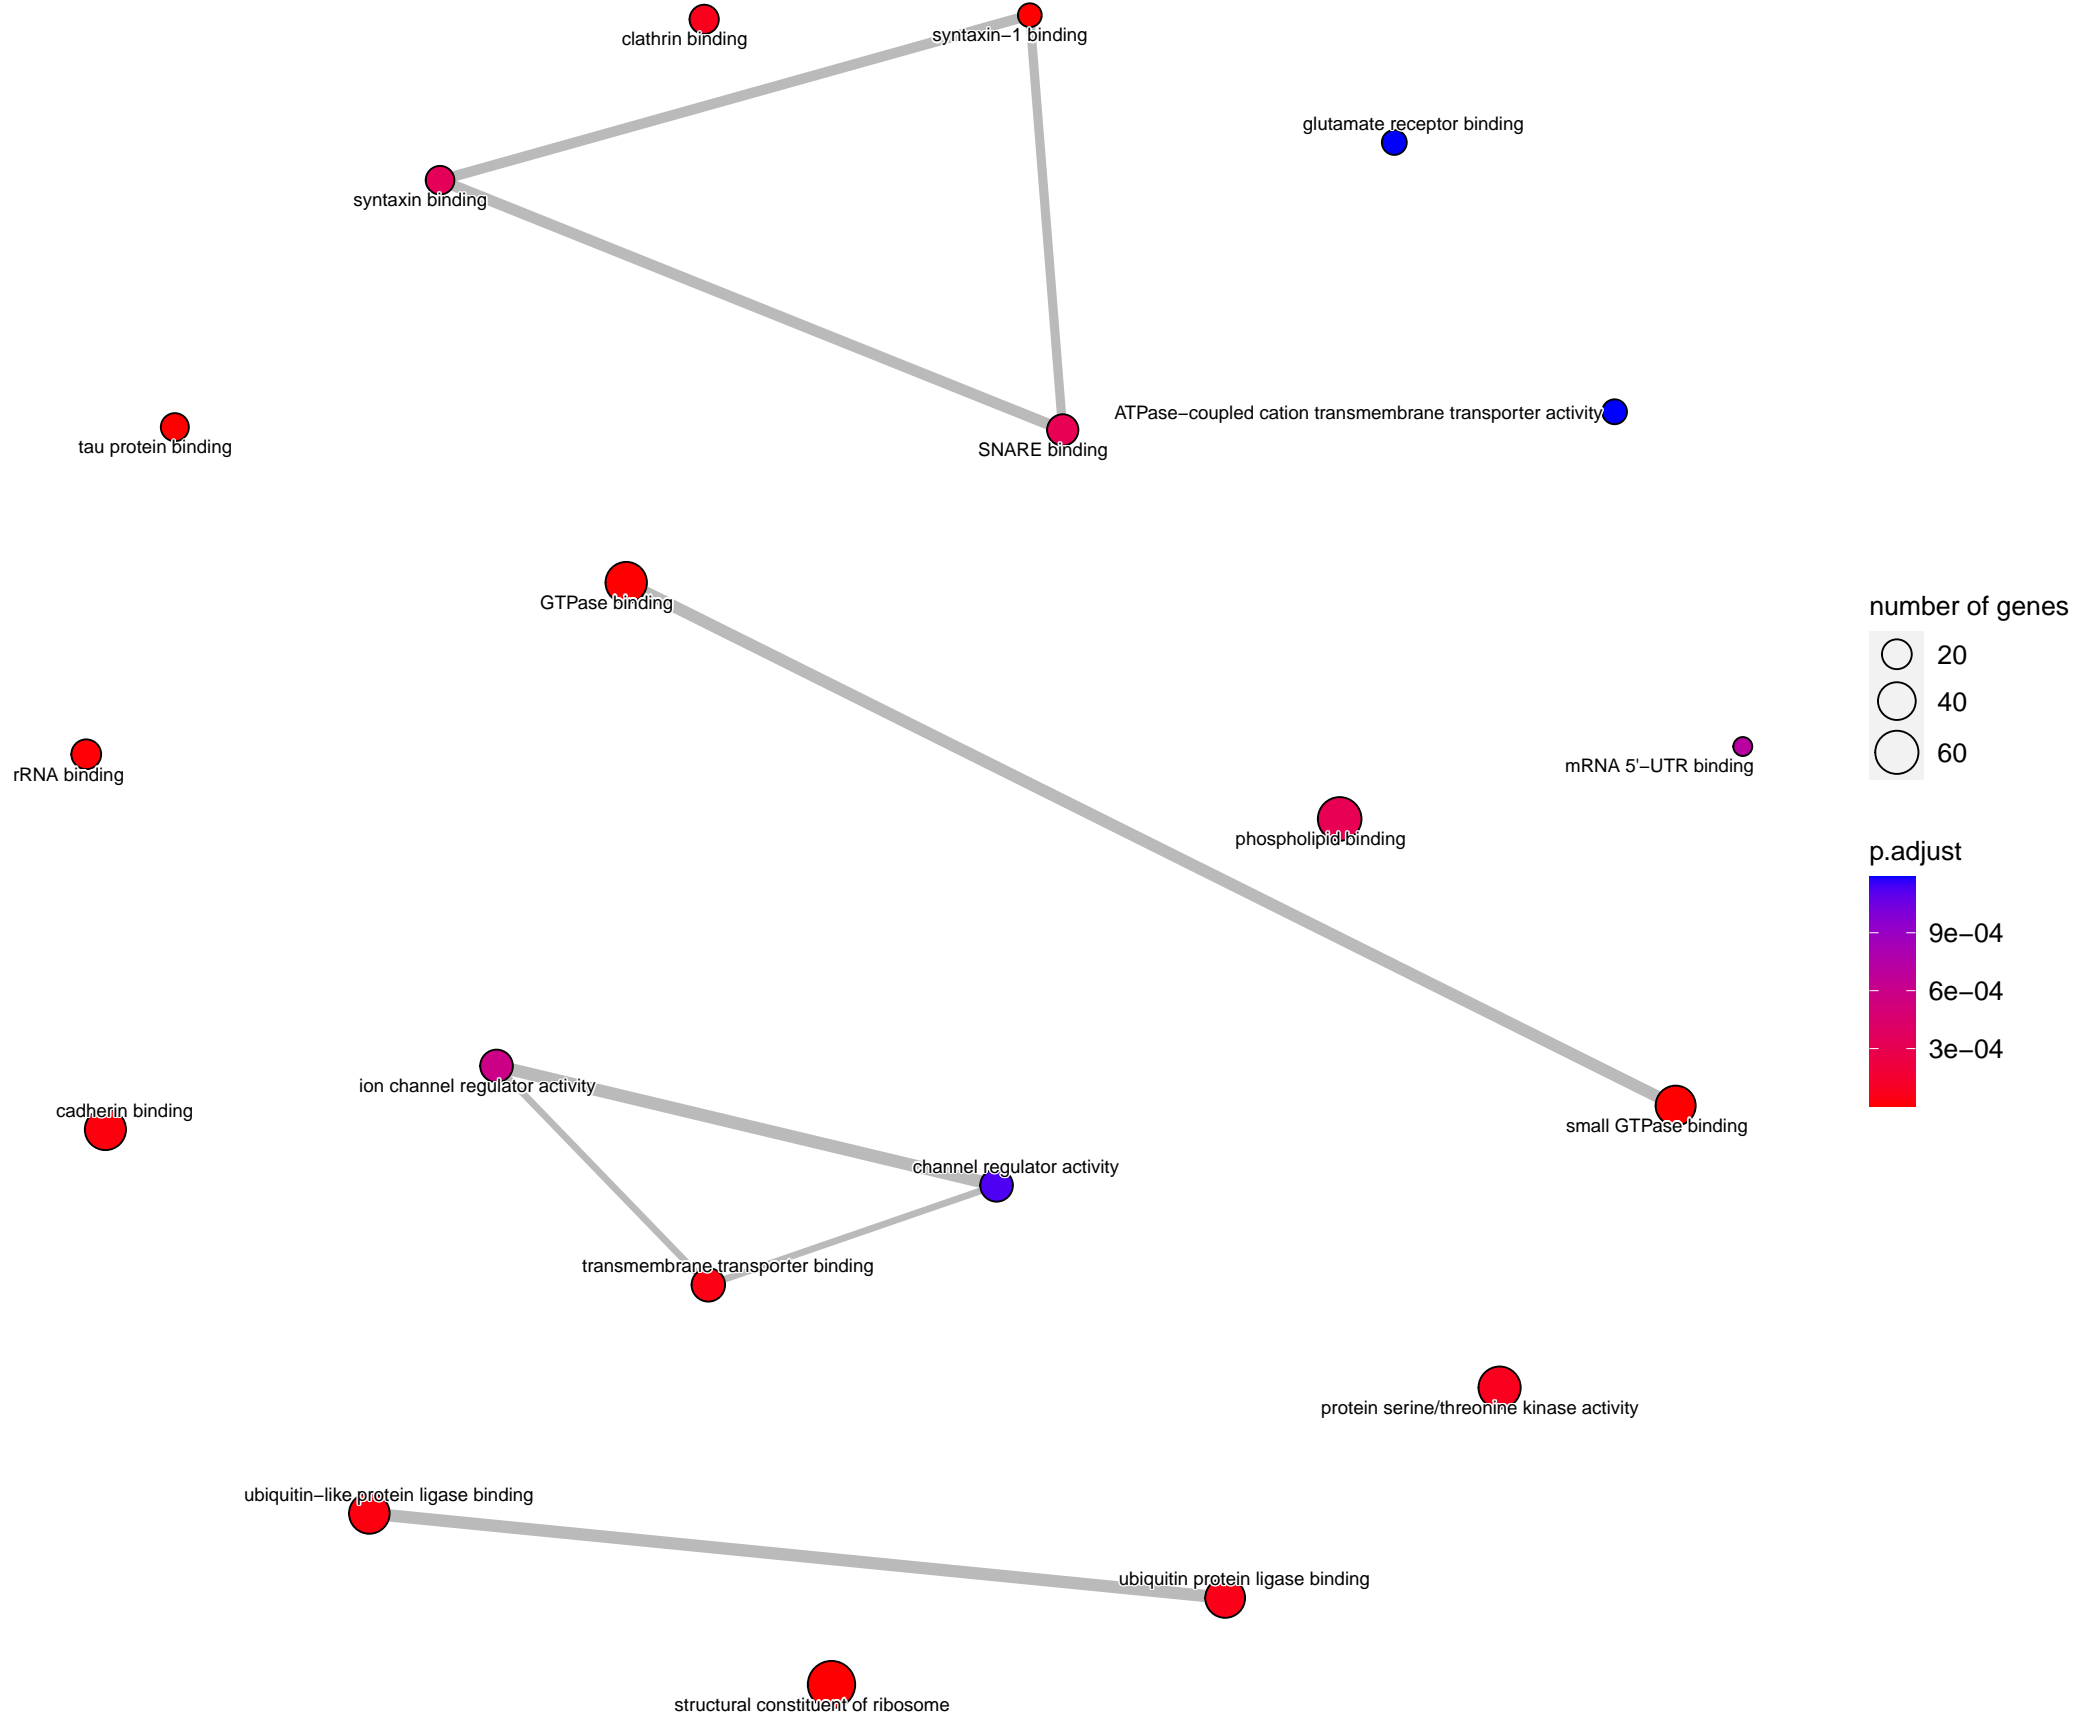 clathrin binding
syntaxin−1 binding
glutamate receptor binding
syntaxin binding
ATPase−coupled cation transmembrane transporter activity
tau protein binding
SNARE binding
GTPase binding
number of genes
20
40
60
rRNA binding
mRNA 5'−UTR binding
phospholipid binding
p.adjust
9e−04
6e−04
3e−04
ion channel regulator activity
cadherin binding
small GTPase binding
channel regulator activity
transmembrane transporter binding
protein serine/threonine kinase activity
ubiquitin−like protein ligase binding
ubiquitin protein ligase binding
structural constituent of ribosome